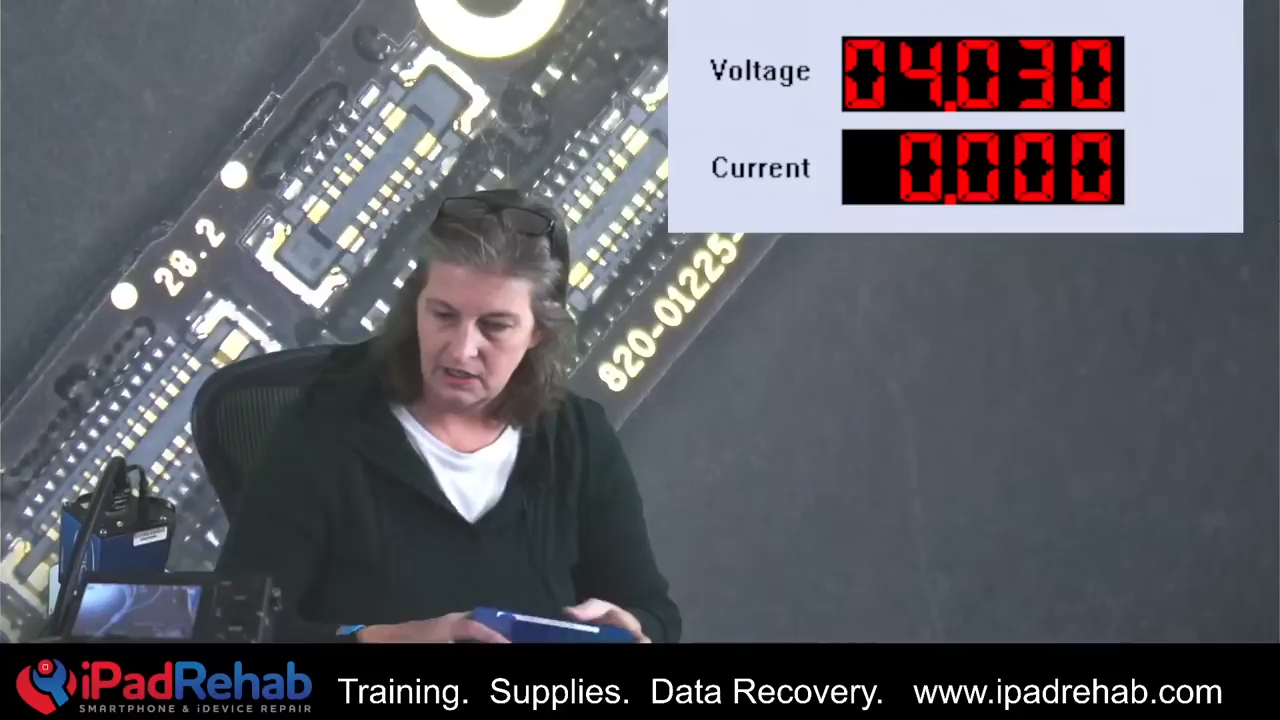 Voltage 04.030
Current 0.000
28.2
820-01225-
iPadRehab
SMARTPHONE & iDEVICE REPAIR
Training. Supplies. Data Recovery. www.ipadrehab.com